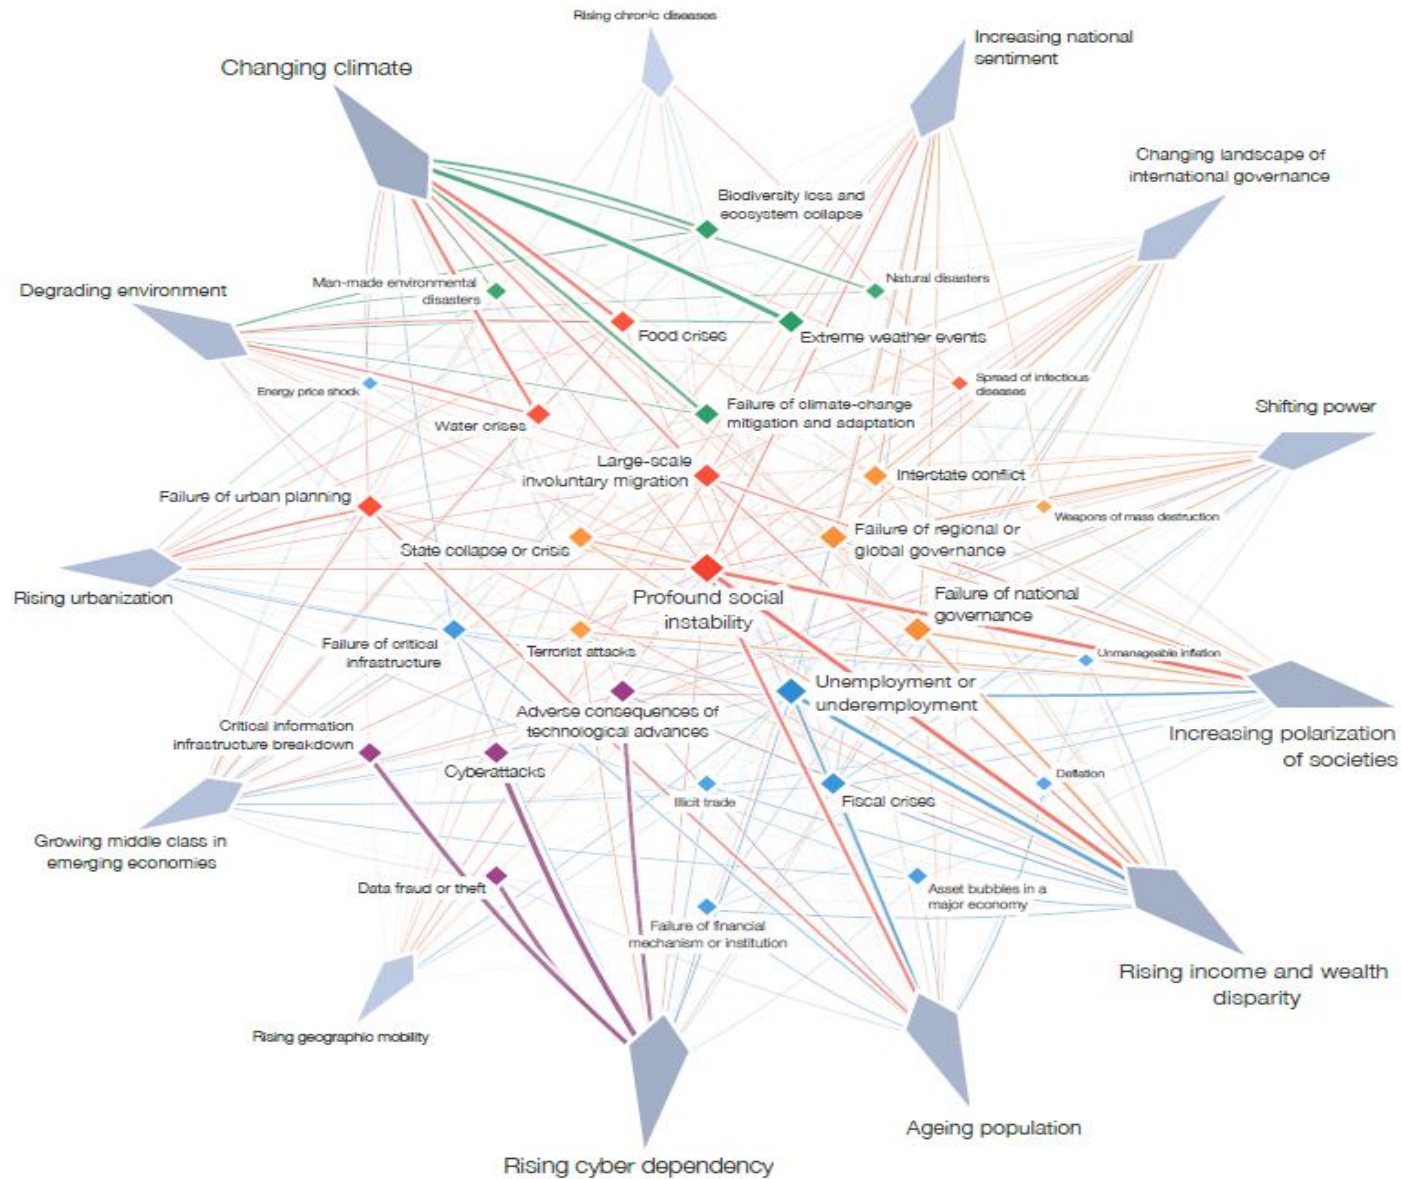 Rising chronic diseases
Changing climate
Increasing national
sentiment
Changing landscape of
international governance
Biodiversity loss and
ecosystem collapse
Natural disasters
Man-made environmental
disasters
Degrading environment
Food crises
Extreme weather events
Energy price shock
Spread of infectious
diseases
Shifting power
Water crises
Failure of climate-change
mitigation and adaptation
Large-scale
involuntary migration
Interstate conflict
Failure of urban planning
Weapons of mass destruction
State collapse or crisis
Failure of regional or
global governance
Rising urbanization
Profound social
instability
Failure of national
governance
Failure of critical
infrastructure
Terrorist attacks
Unmanageable inflation
Unemployment or
underemployment
Adverse consequences of
technological advances
Critical information
infrastructure breakdown
Increasing polarization
of societies
Cyberattacks
Illicit trade
Fiscal crises
Deflation
Growing middle class in
emerging economies
Data fraud or theft
Asset bubbles in a
major economy
Failure of financial
mechanism or institution
Rising income and wealth
disparity
Rising geographic mobility
Ageing population
Rising cyber dependency